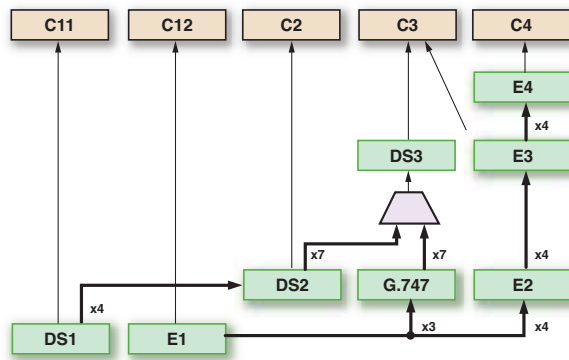 C11 C12 C2 C3 C4
E4
x4
DS3 E3
x7 x7 x4
DS2 G.747 E2
x4
x3 x4
DS1 E1